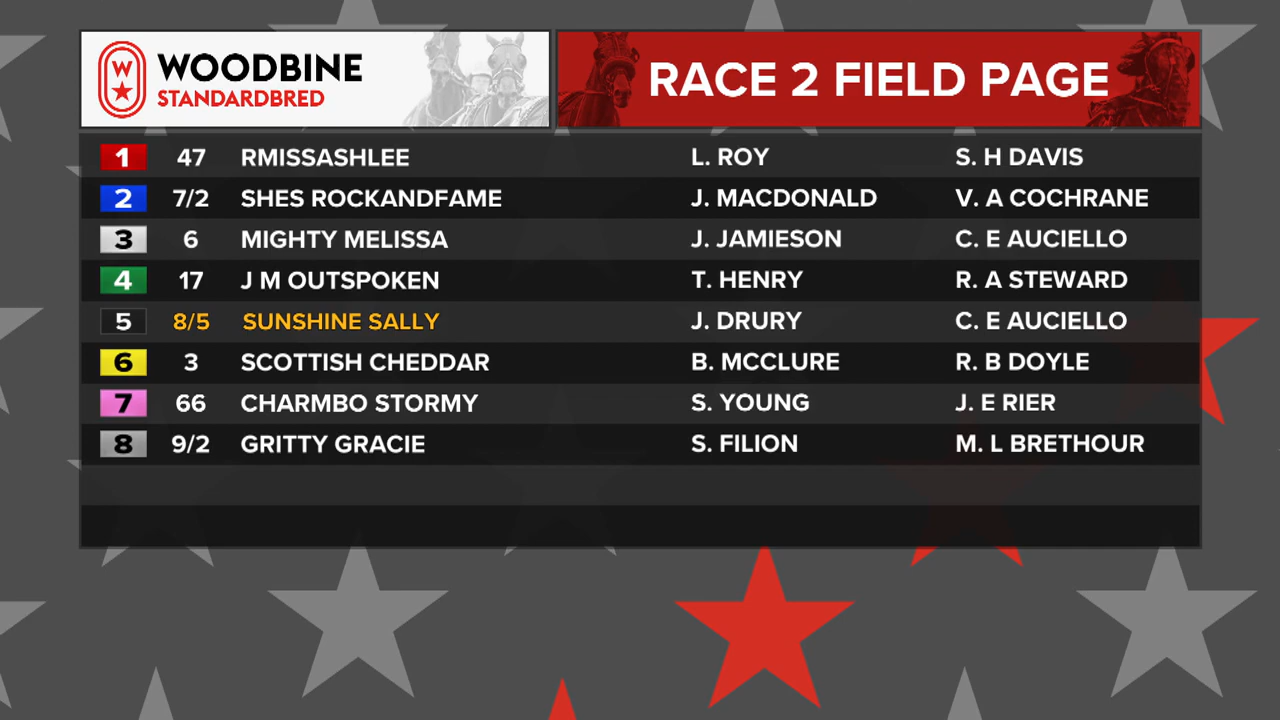 W WOODBINE
STANDARDBRED
RACE 2 FIELD PAGE
1 47 RMISSASHLEE L. ROY S. H DAVIS
2 7/2 SHES ROCKANDFAME J. MACDONALD V. A COCHRANE
3 6 MIGHTY MELISSA J. JAMIESON C. E AUCIELLO
4 17 J M OUTSPOKEN T. HENRY R. A STEWARD
5 8/5 SUNSHINE SALLY J. DRURY C. E AUCIELLO
6 3 SCOTTISH CHEDDAR B. MCCLURE R. B DOYLE
7 66 CHARMBO STORMY S. YOUNG J. E RIER
8 9/2 GRITTY GRACIE S. FILION M. L BRETHOUR